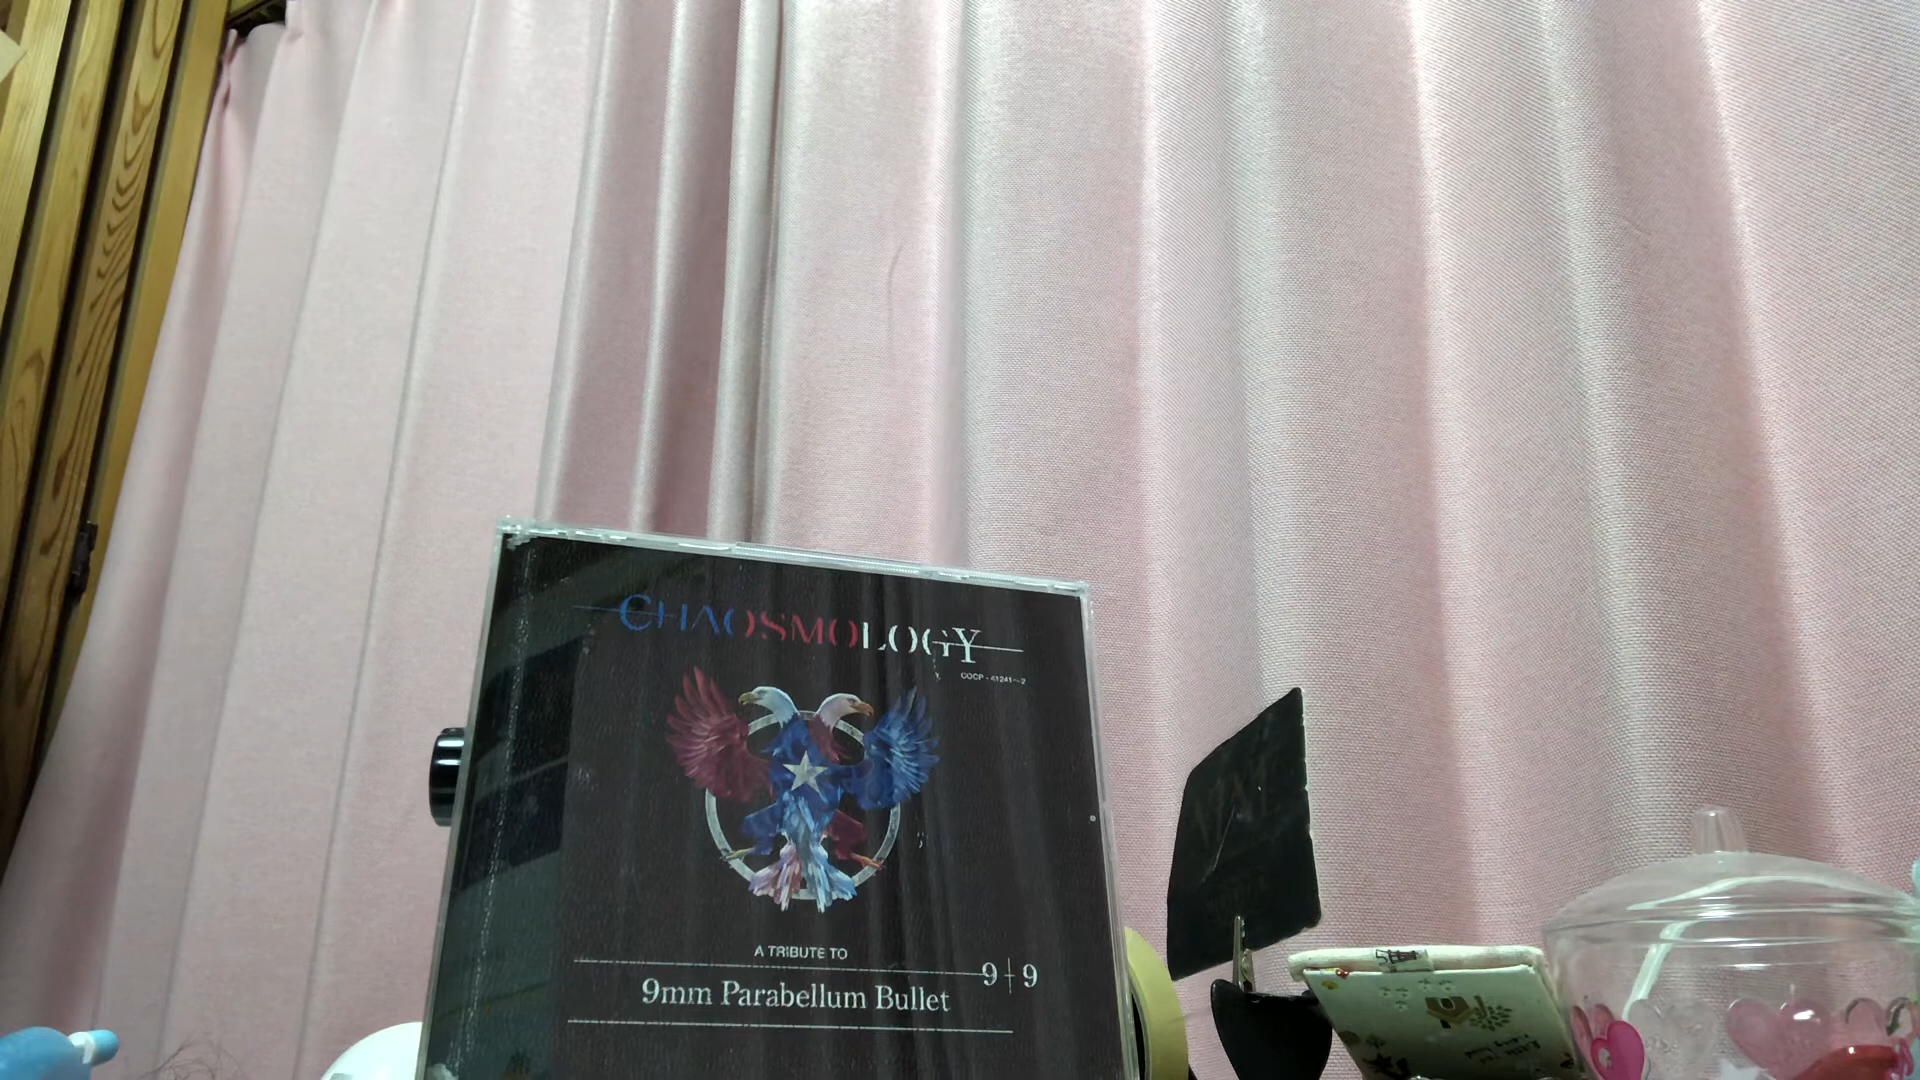 CHAOSMOLOGY
COCP-41241~2
A TRIBUTE TO
9+9
9mm Parabellum Bullet